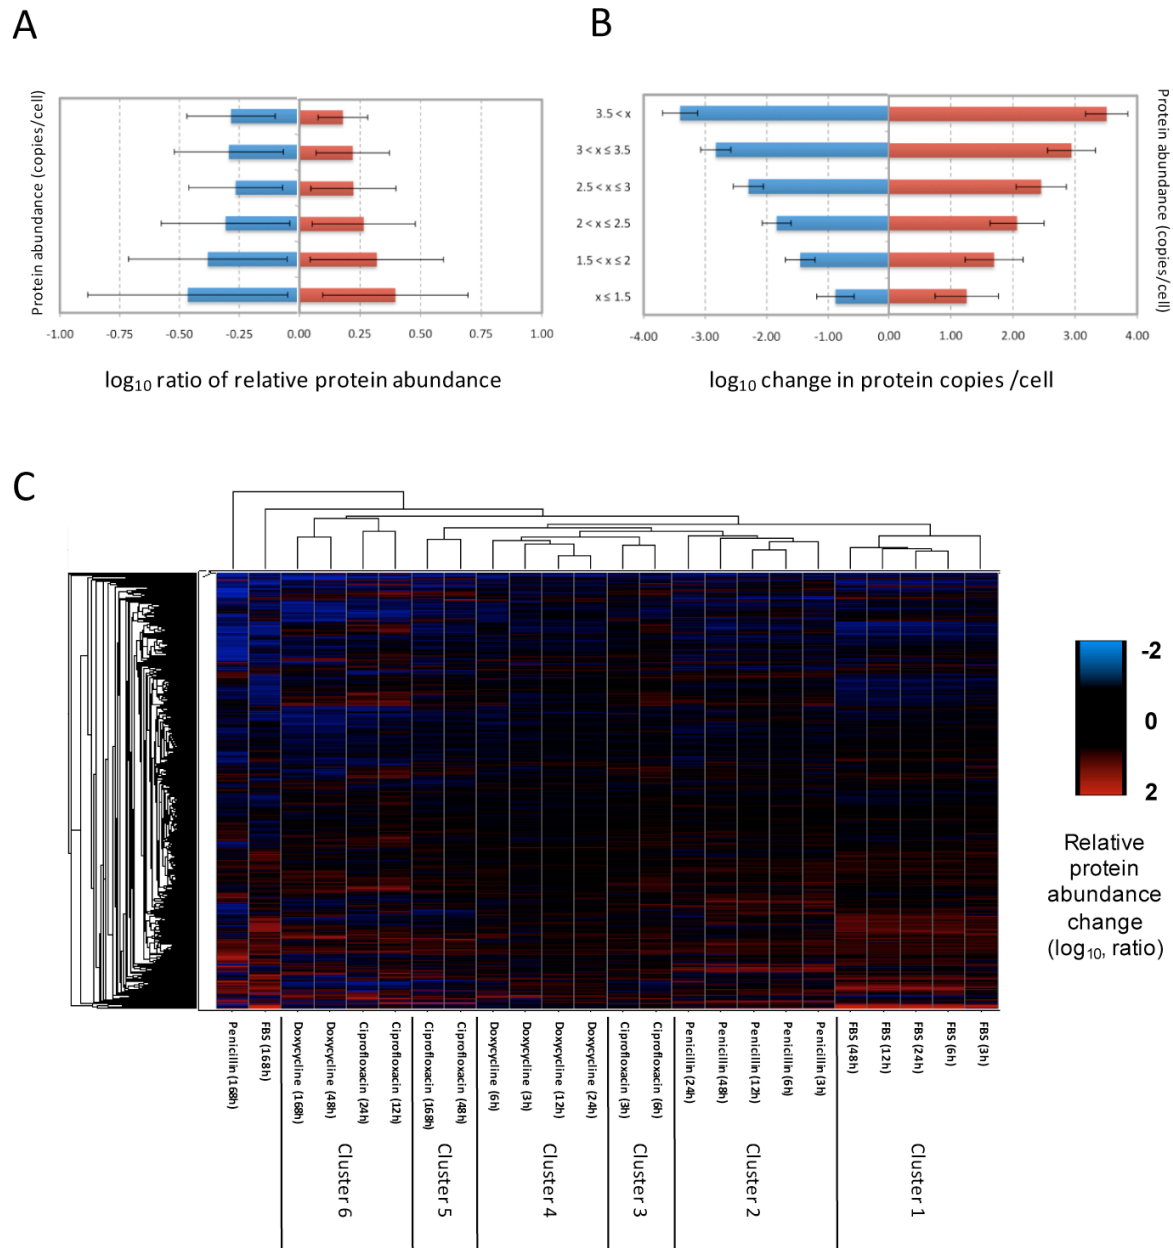 A
B
Protein abundance (copies/cell)
-1.00
-0.75
-0.50
-0.25
0.00
0.25
0.50
0.75
1.00
log10 ratio of relative protein abundance
3.5 < x
3 < x ≤ 3.5
2.5 < x ≤ 3
2 < x ≤ 2.5
1.5 < x ≤ 2
x ≤ 1.5
-4.00
-3.00
-2.00
-1.00
0.00
1.00
2.00
3.00
4.00
log10 change in protein copies /cell
Protein abundance (copies/cell)
C
-2
0
2
Relative
protein
abundance
change
(log10, ratio)
Penicillin (168h)
FBS (168h)
Doxycycline (168h)
Doxycycline (48h)
Ciprofloxacin (24h)
Ciprofloxacin (12h)
Ciprofloxacin (168h)
Ciprofloxacin (48h)
Doxycycline (6h)
Doxycycline (3h)
Doxycycline (12h)
Doxycycline (24h)
Ciprofloxacin (3h)
Ciprofloxacin (6h)
Penicillin (24h)
Penicillin (48h)
Penicillin (12h)
Penicillin (6h)
Penicillin (3h)
FBS (48h)
FBS (12h)
FBS (24h)
FBS (6h)
FBS (3h)
Cluster 6
Cluster 5
Cluster 4
Cluster 3
Cluster 2
Cluster 1